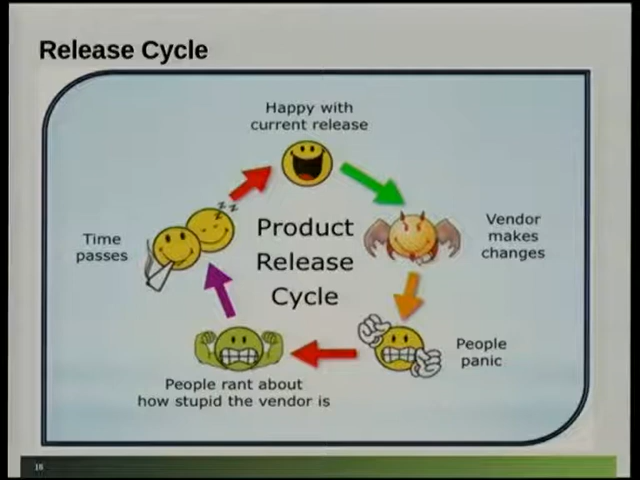 Release Cycle
Happy with
current release
z z
z
Product
Release
Cycle
Vendor
makes
changes
Time
passes
People
panic
People rant about
how stupid the vendor is
18